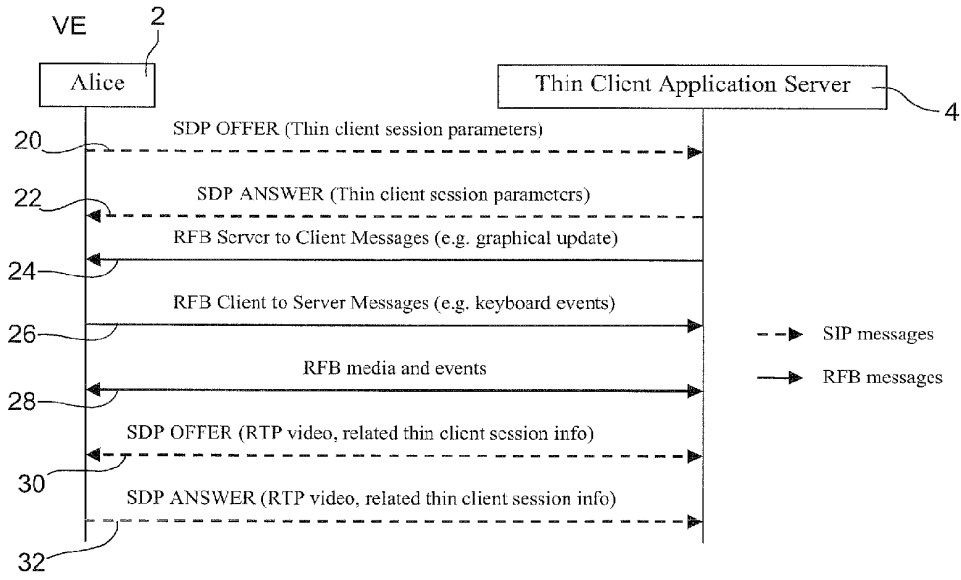 VE
2
Alice
Thin Client Application Server
4
SDP OFFER (Thin client session parameters)
20
SDP ANSWER (Thin client session parameters)
22
RFB Server to Client Messages (e.g. graphical update)
24
RFB Client to Server Messages (e.g. keyboard events)
26
SIP messages
RFB media and events
RFB messages
28
SDP OFFER (RTP video, related thin client session info)
30
SDP ANSWER (RTP video, related thin client session info)
32